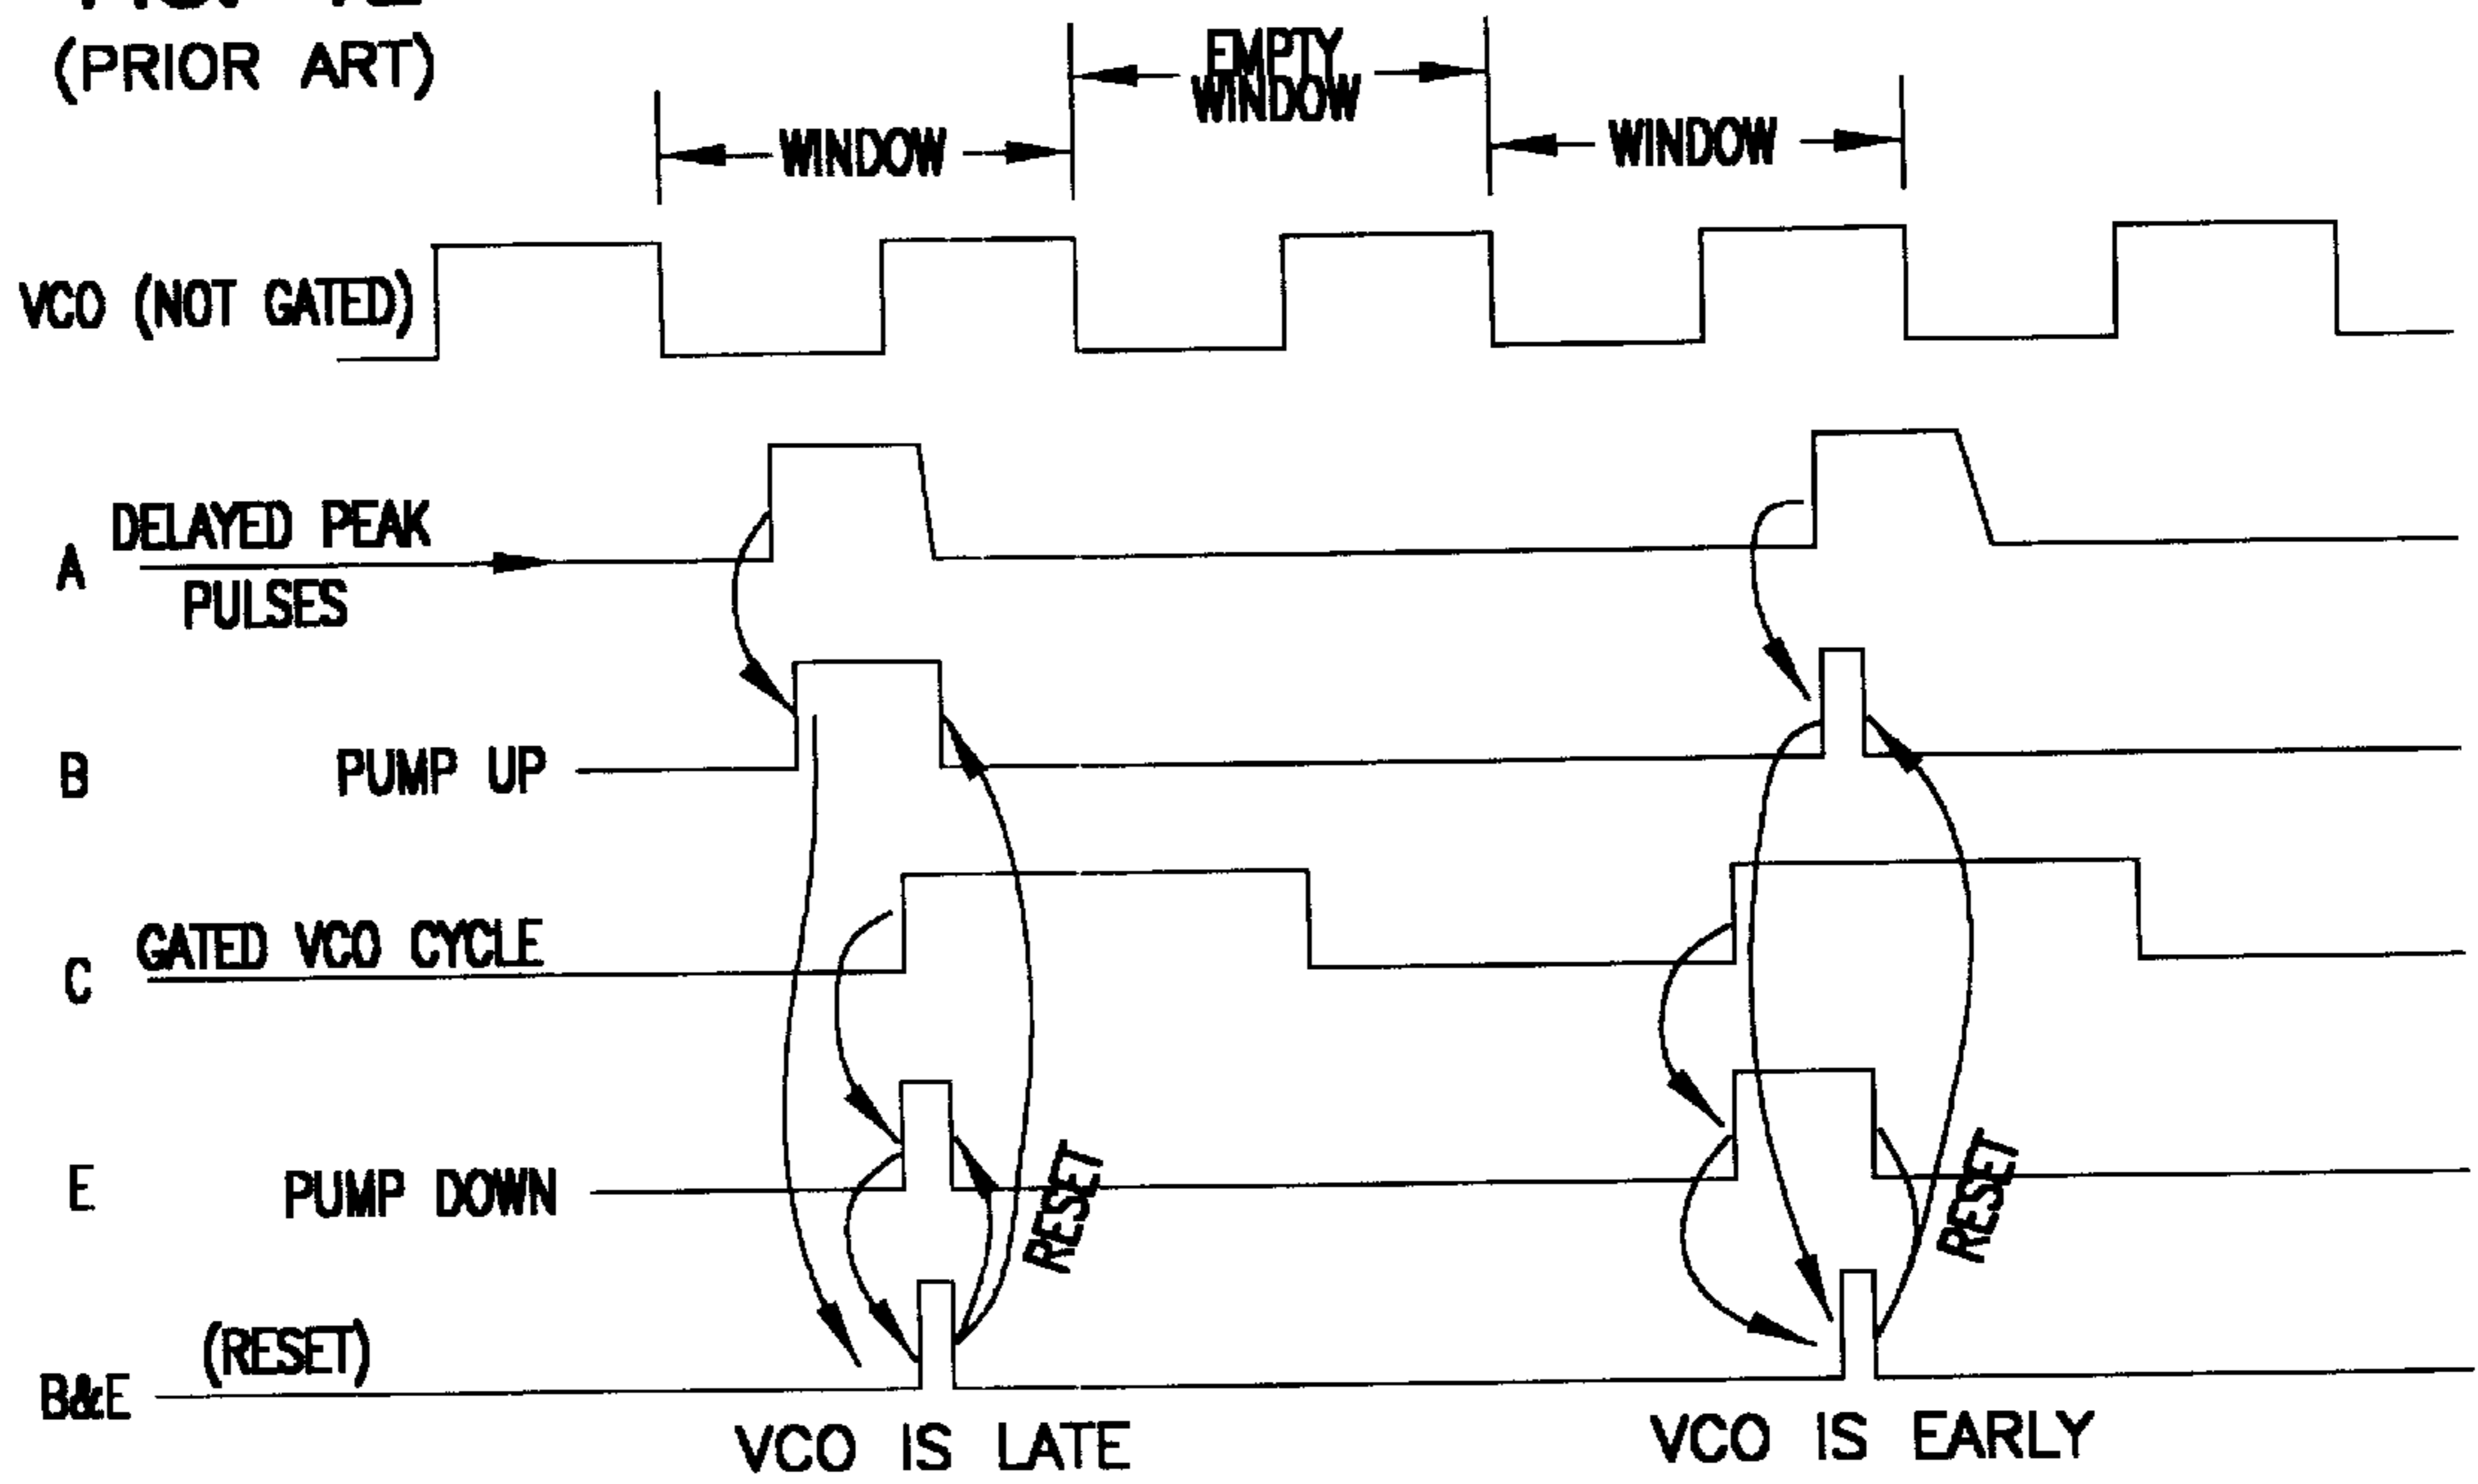 (PRIOR ART)
EMPTY
WINDOW
WINDOW
WINDOW
VCO (NOT GATED)
A
DELAYED PEAK
PULSES
B
PUMP UP
C
GATED VCO CYCLE
E
PUMP DOWN
RESET
RESET
B&E
(RESET)
VCO IS LATE
VCO IS EARLY